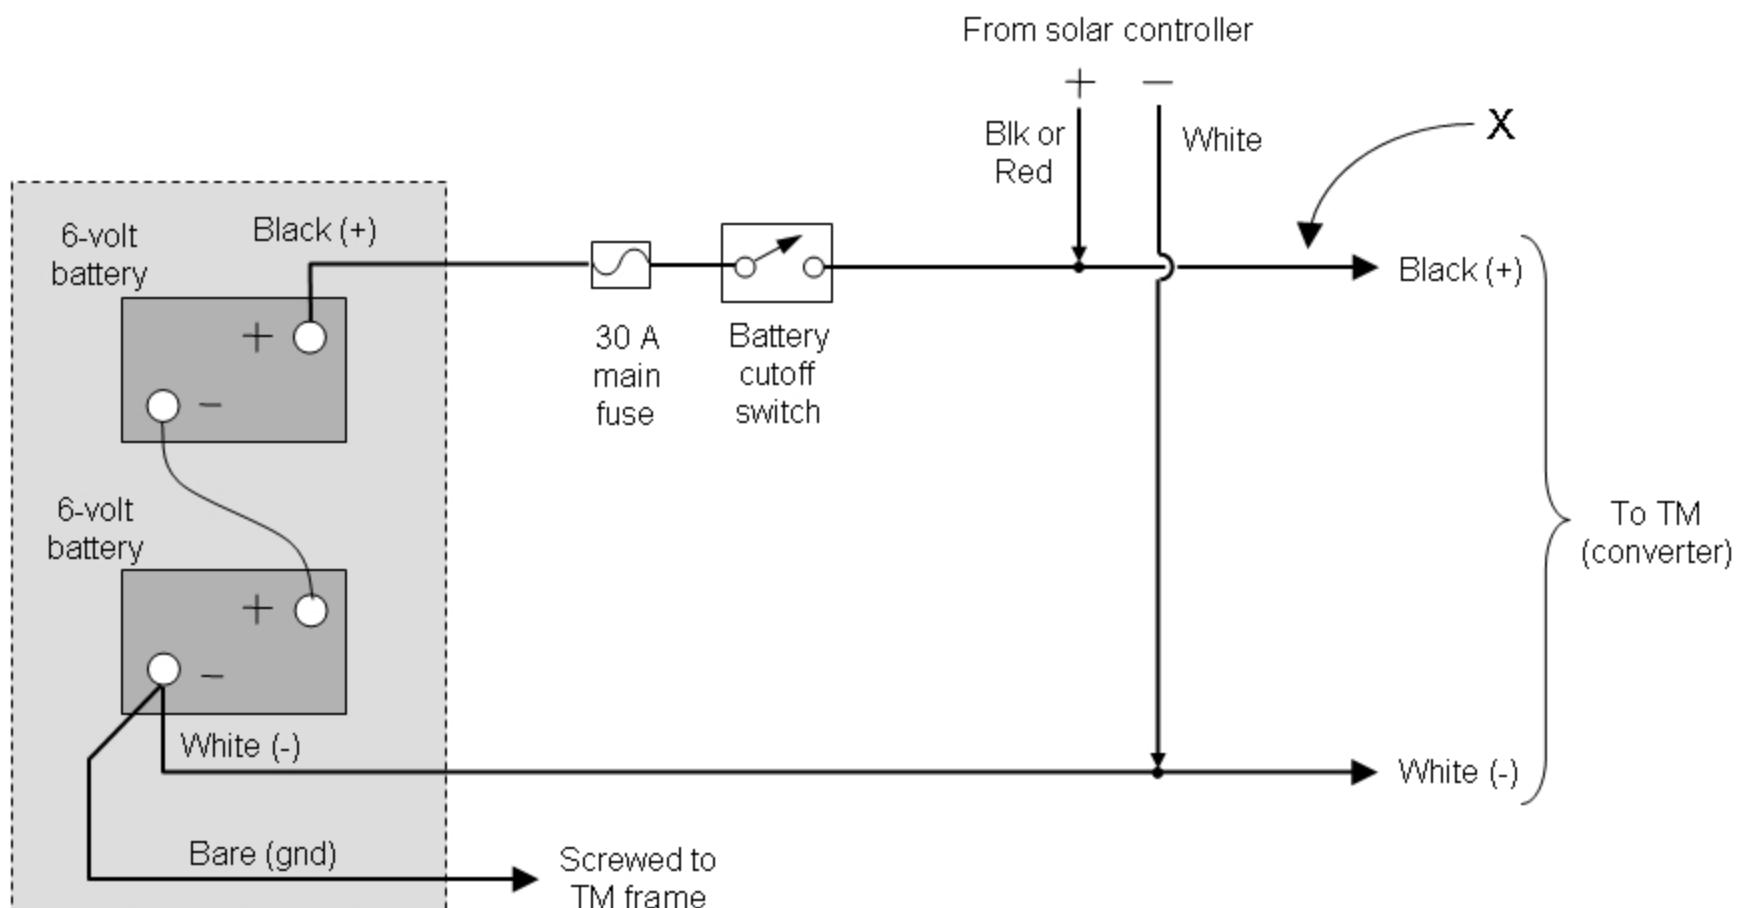 From solar controller
+ –
Blk or
Red
White
X
6-volt
battery
Black (+)
+
–
30 A
main
fuse
Battery
cutoff
switch
Black (+)
6-volt
battery
+
–
To TM
(converter)
White (-)
White (-)
Bare (gnd)
Screwed to
TM frame